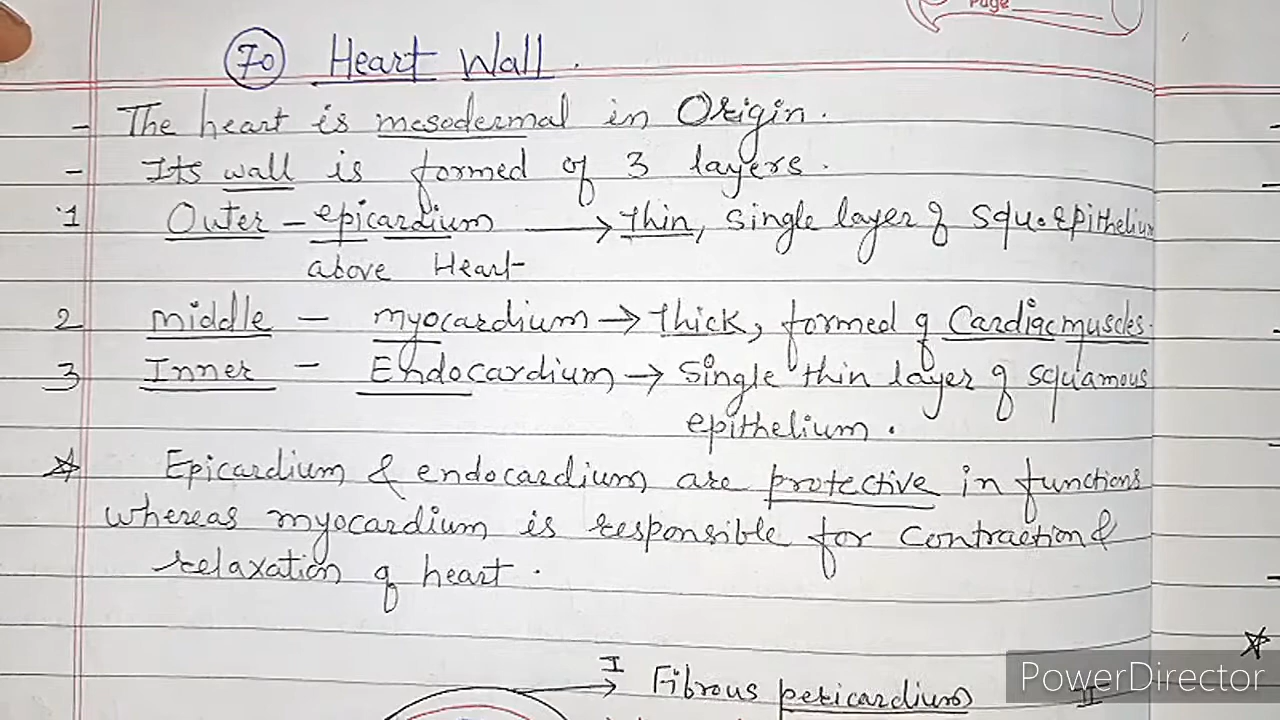 Page
70 Heart Wall.
- The heart is mesodermal in Origin.
- Its wall is formed of 3 layers.
1 Outer - epicardium → thin, single layer of squ. epithelium
above Heart
2 middle - myocardium → thick, formed of Cardiac muscles.
3 Inner - Endocardium → Single thin layer of squamous
epithelium.
☆ Epicardium & endocardium are protective in functions
whereas myocardium is responsible for contraction &
relaxation of heart.
I → Fibrous pericardium
II
PowerDirector